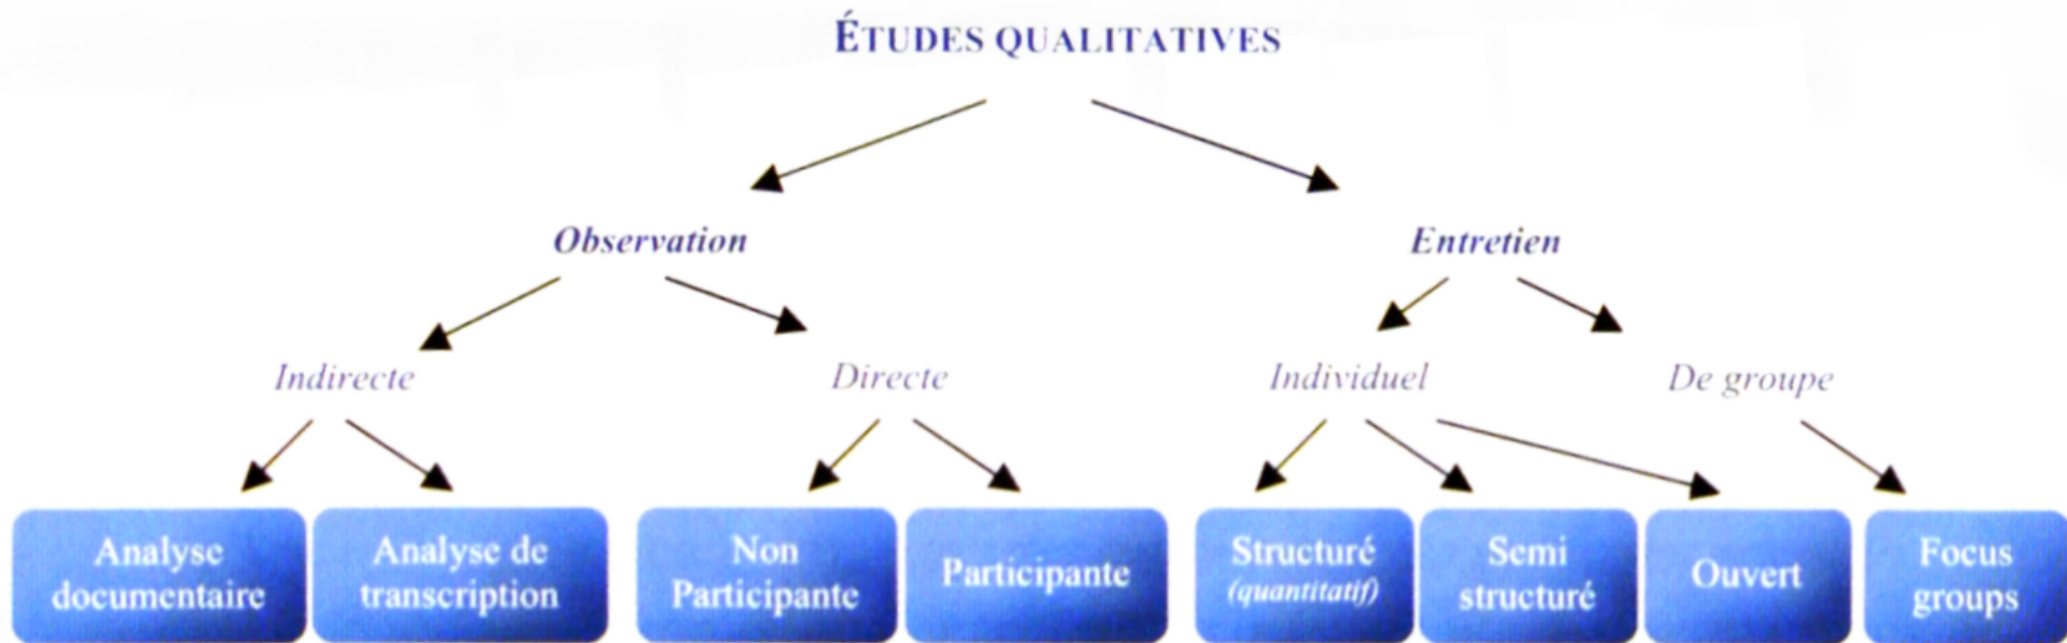 ÉTUDES QUALITATIVES
Observation
Entretien
Indirecte
Directe
Individuel
De groupe
Analyse
documentaire
Analyse de
transcription
Non
Participante
Participante
Structuré
(quantitatif)
Semi
structuré
Ouvert
Focus
groups